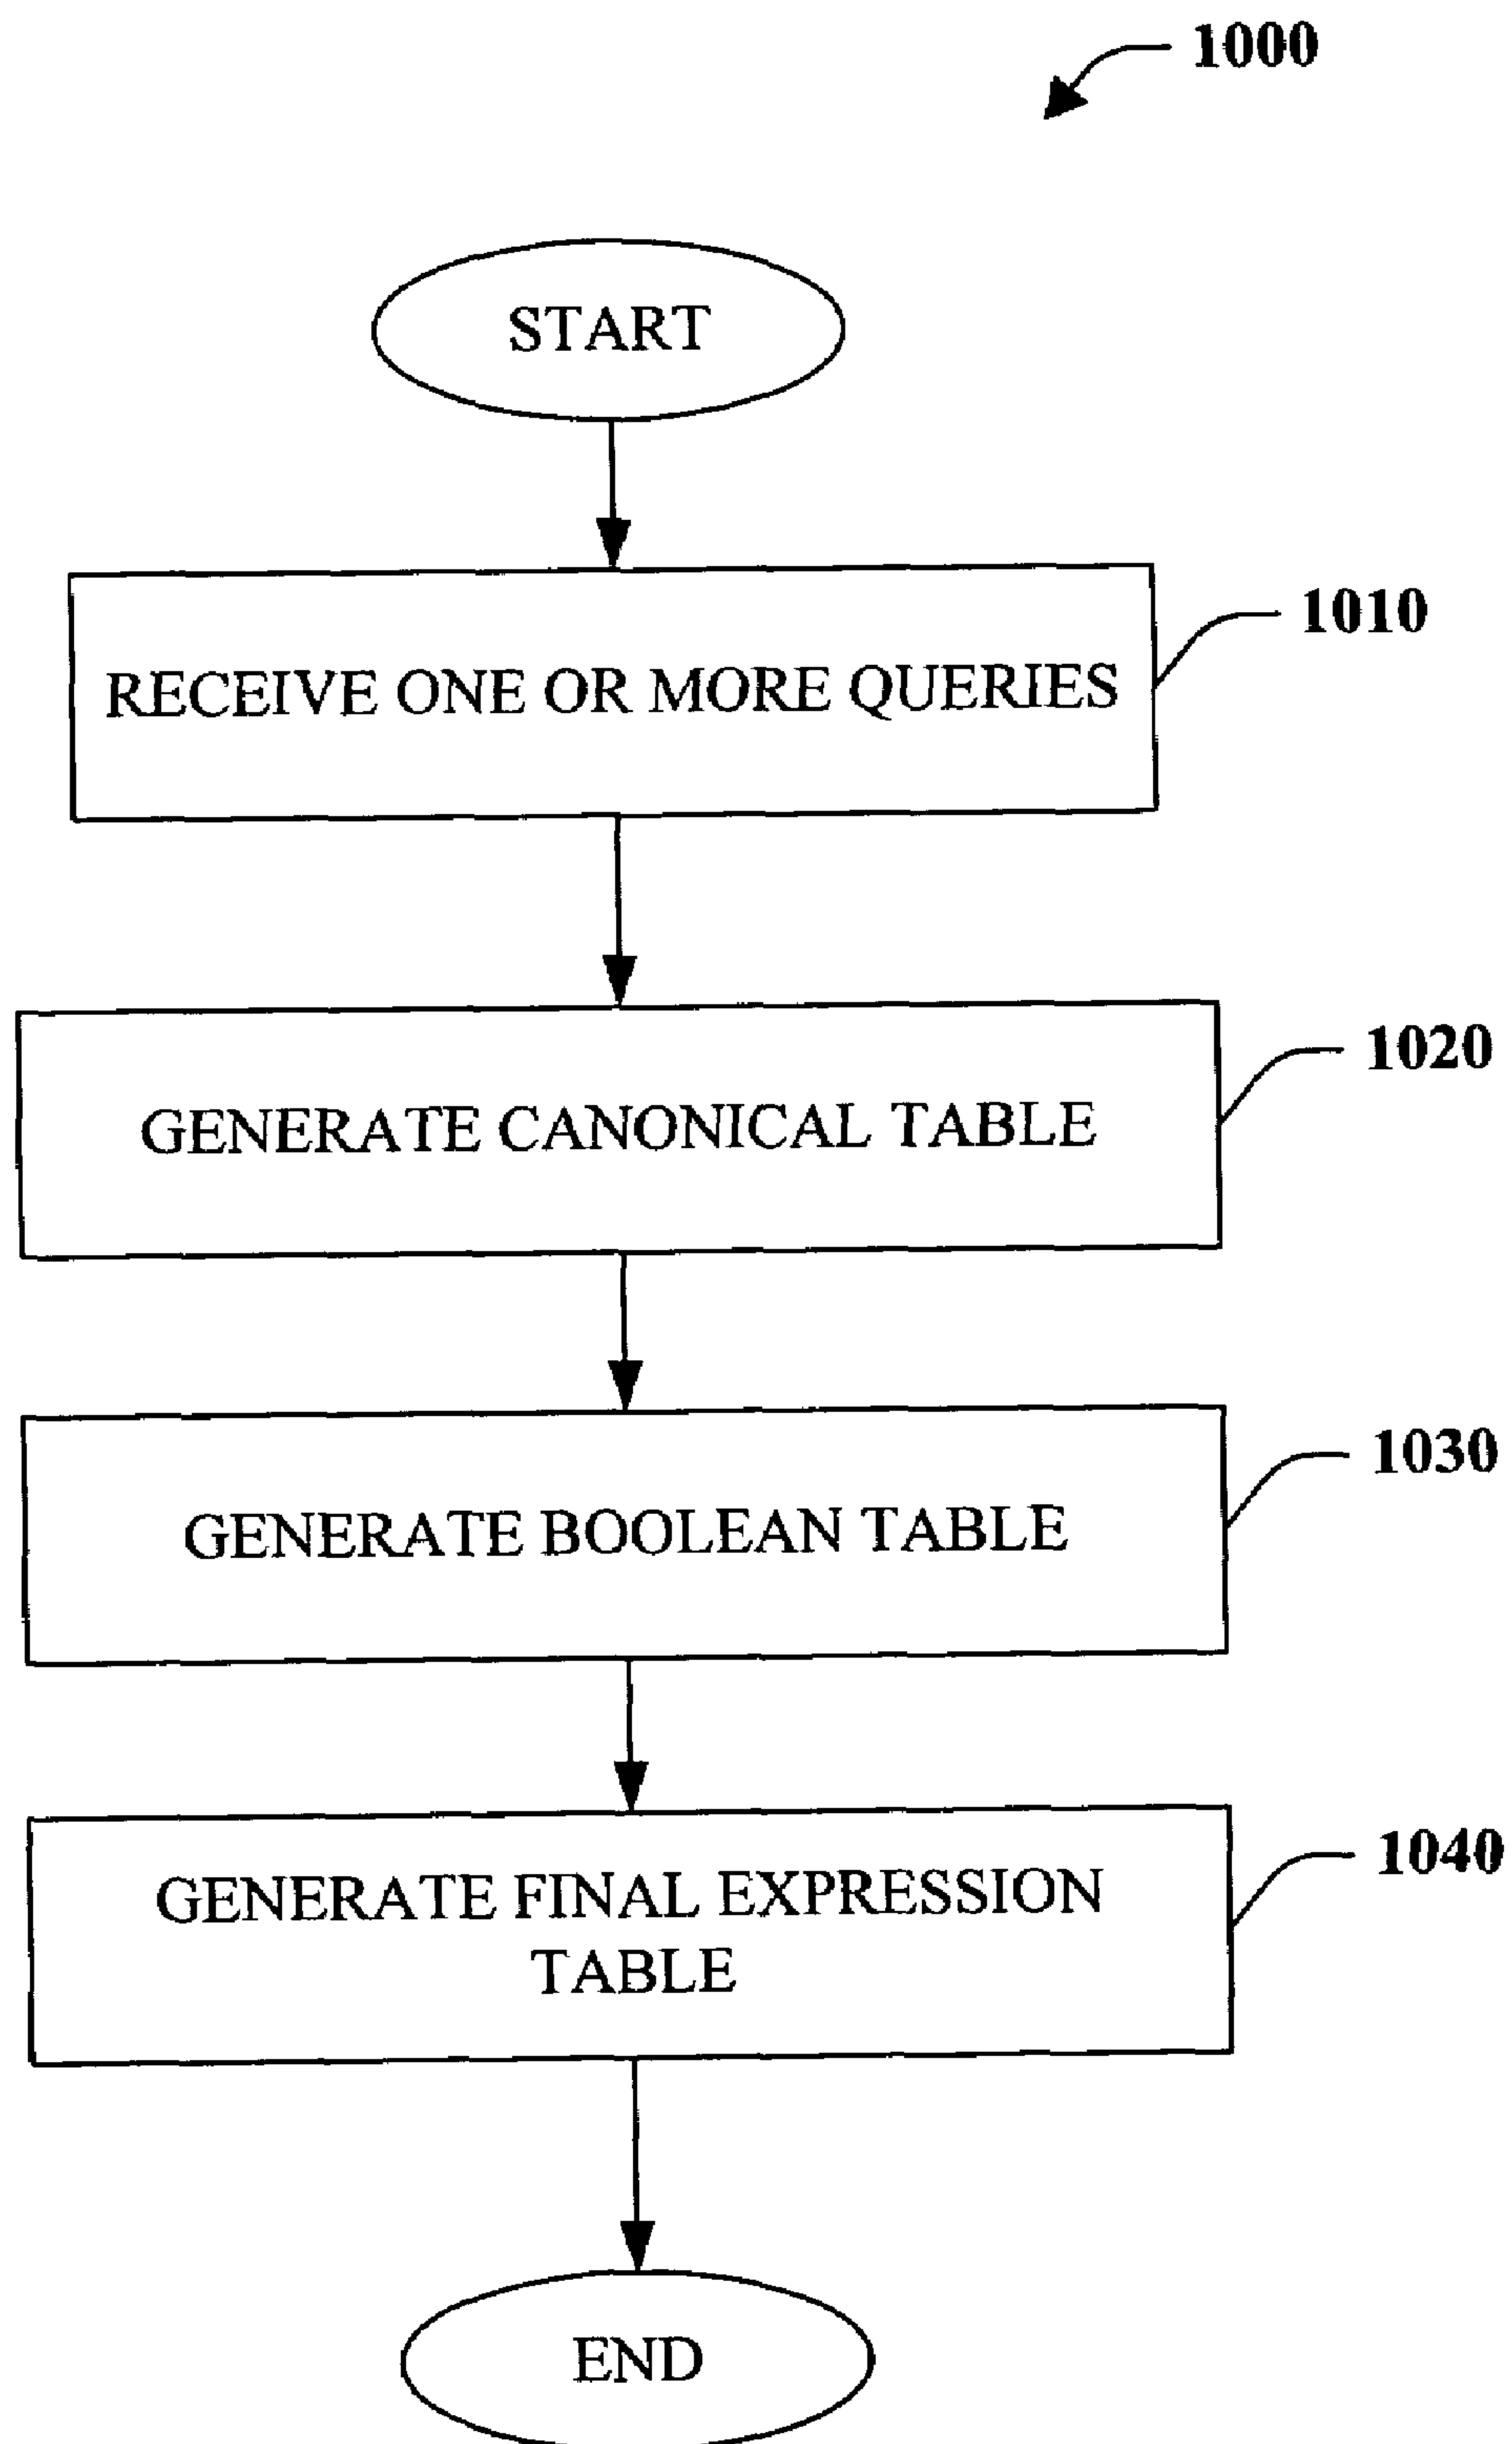 1000
START
RECEIVE ONE OR MORE QUERIES
1010
GENERATE CANONICAL TABLE
1020
GENERATE BOOLEAN TABLE
1030
GENERATE FINAL EXPRESSION
TABLE
1040
END